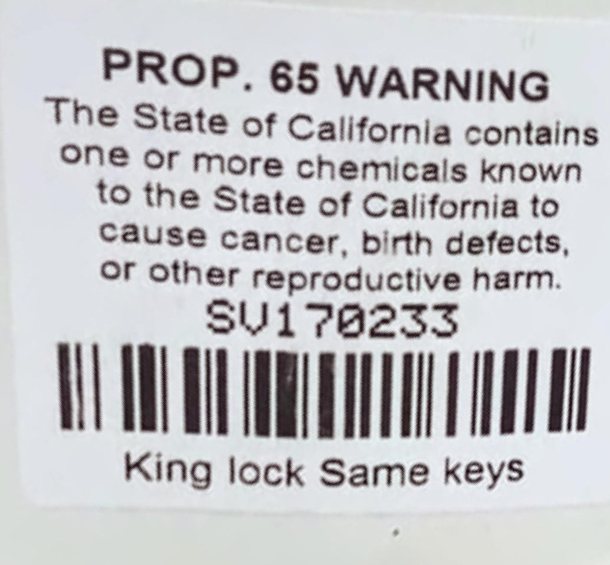 PROP. 65 WARNING
The State of California contains
one or more chemicals known
to the State of California to
cause cancer, birth defects,
or other reproductive harm.
SV170233
King lock Same keys